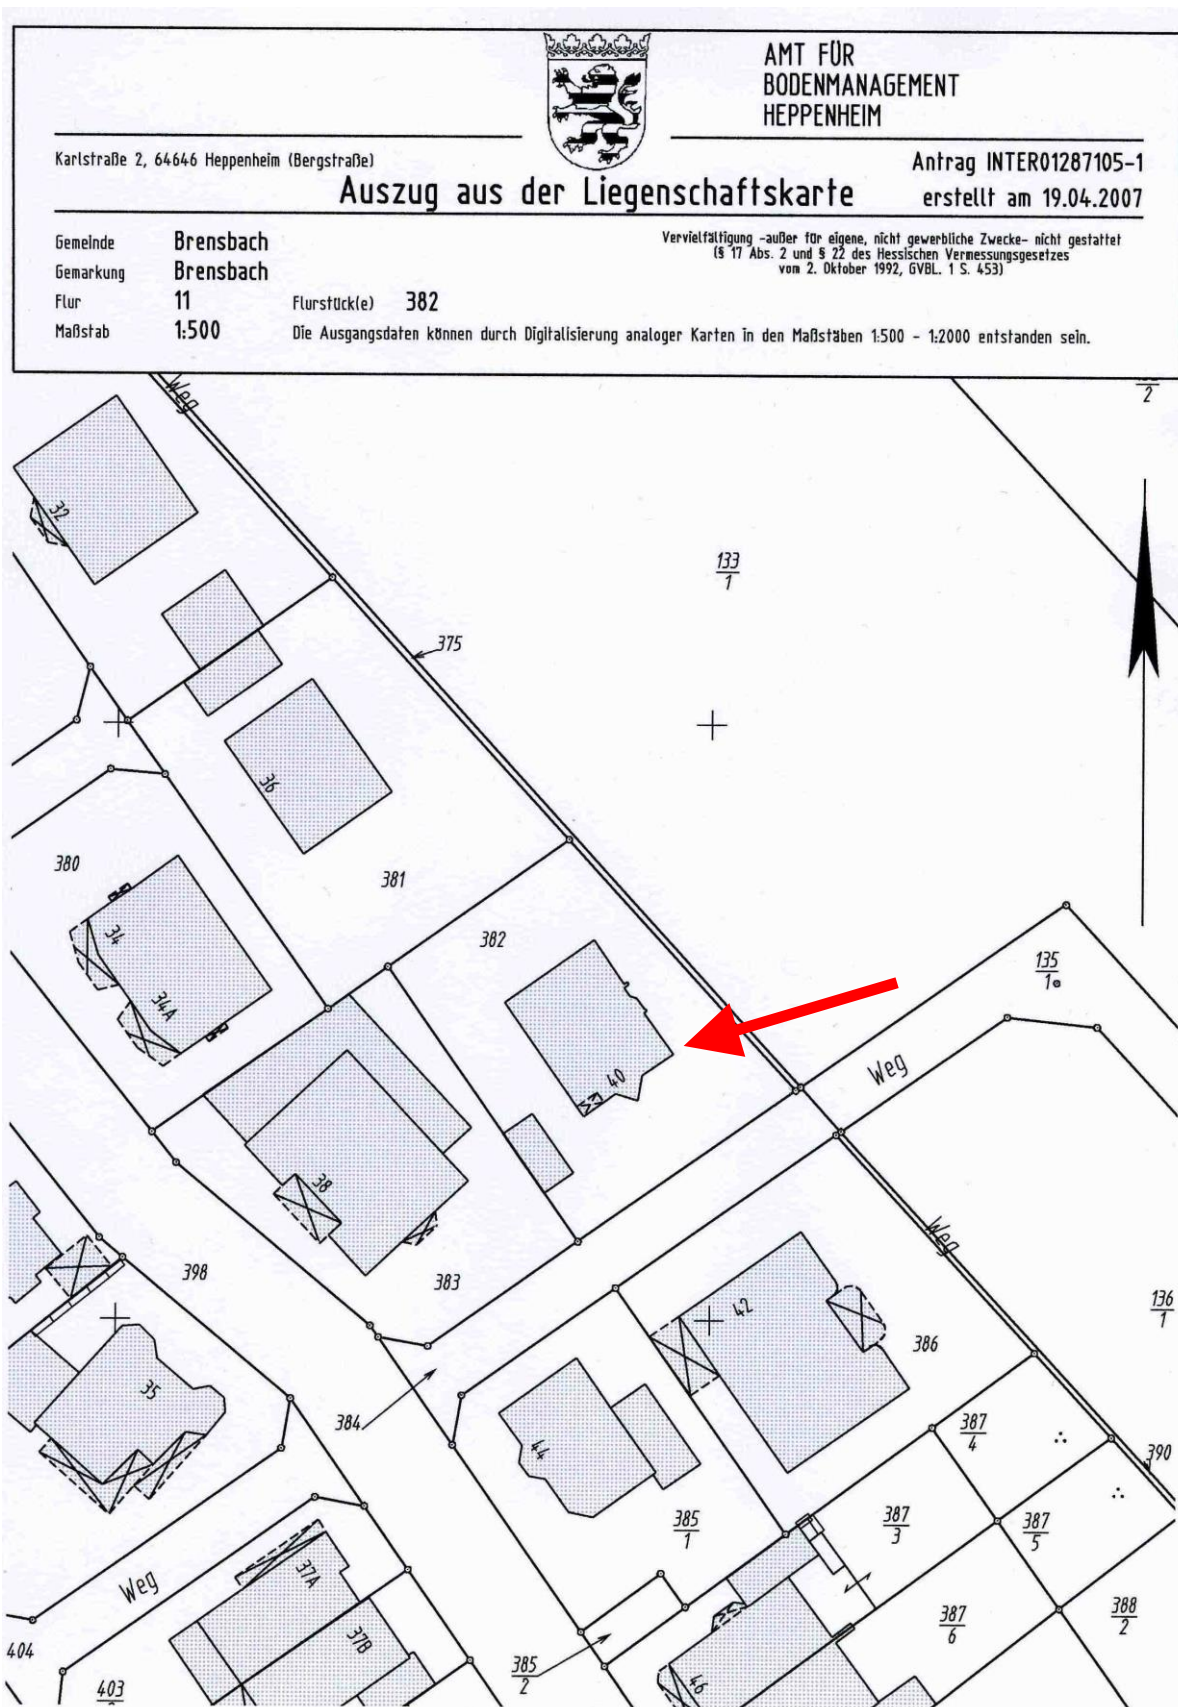 AMT FÜR
BODENMANAGEMENT
HEPPENHEIM
Karlstraße 2, 64646 Heppenheim (Bergstraße)
Antrag INTER01287105-1
Auszug aus der Liegenschaftskarte
erstellt am 19.04.2007
Gemeinde Brensbach
Gemarkung Brensbach
Flur 11 Flurstück(e) 382
Maßstab 1:500
Vervielfältigung -außer für eigene, nicht gewerbliche Zwecke- nicht gestattet
(§ 17 Abs. 2 und § 22 des Hessischen Vermessungsgesetzes
vom 2. Oktober 1992, GVBL. 1 S. 453)
Die Ausgangsdaten können durch Digitalisierung analoger Karten in den Maßstäben 1:500 - 1:2000 entstanden sein.
Weg
2
32
133
1
375
36
380
381
34
382
34A
135
1
40
Weg
38
398
383
Weg
42
136
1
386
35
384
44
387
4
390
385
1
387
3
387
5
37A
Weg
37B
387
6
388
2
404
385
2
46
403